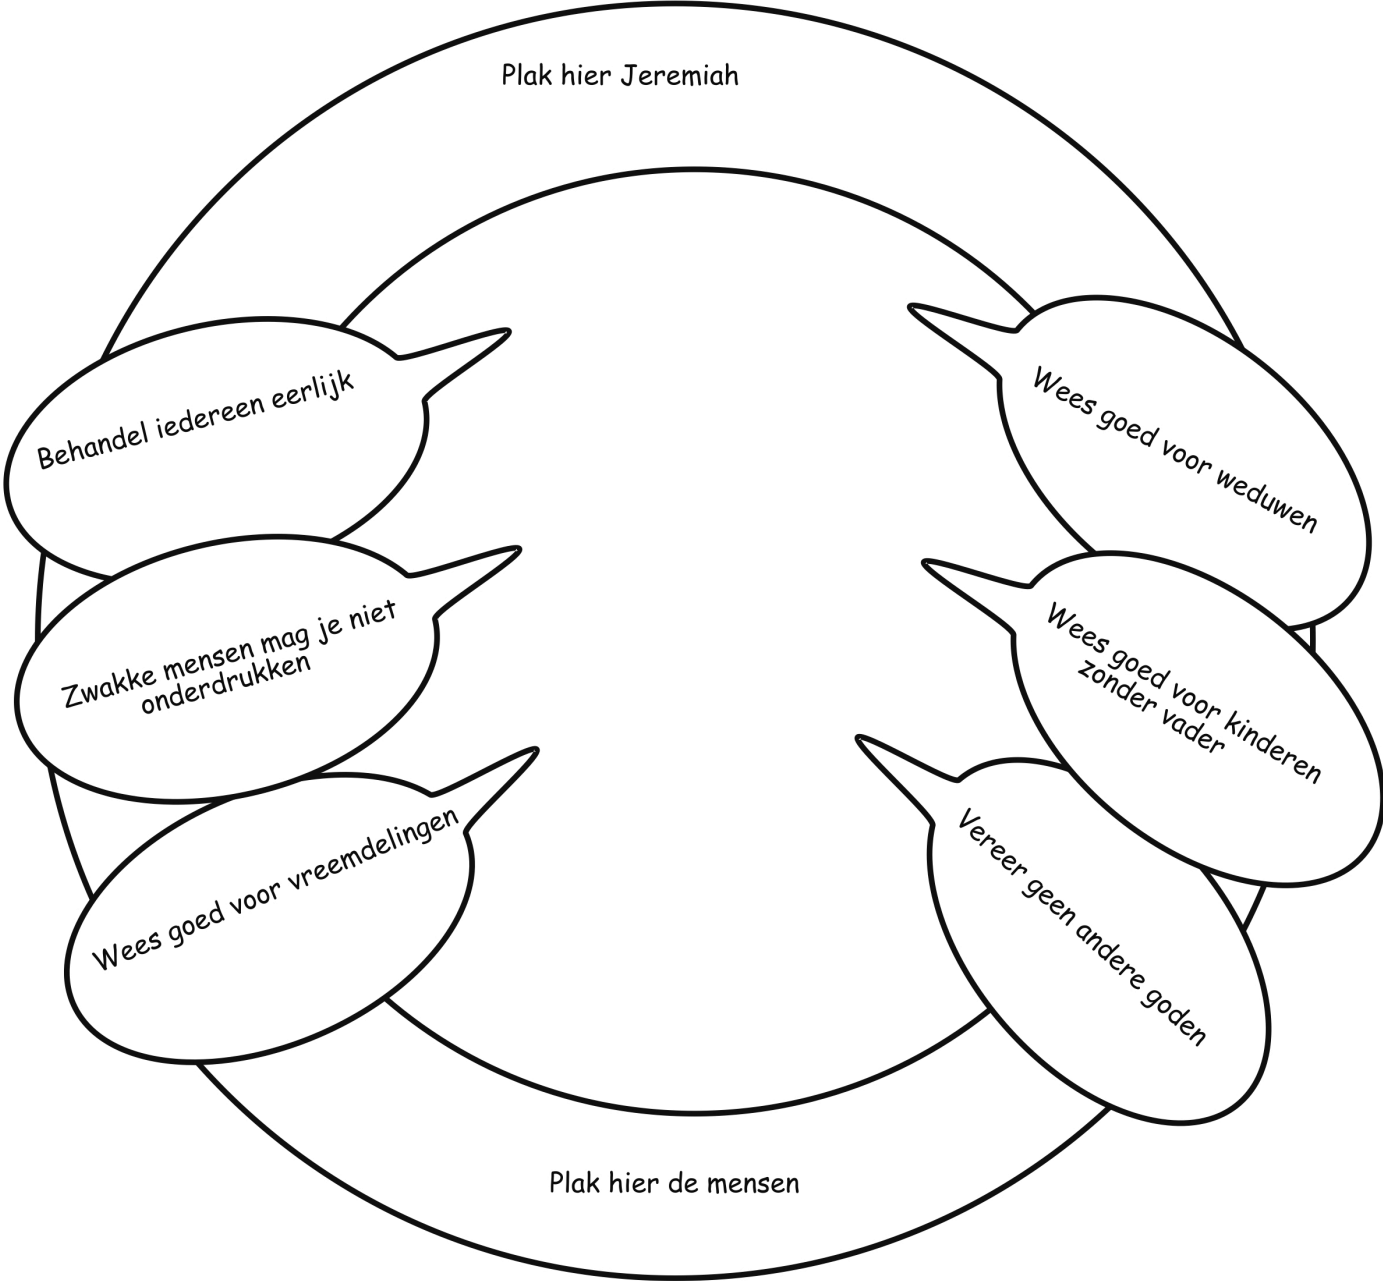 Plak hier Jeremiah
Behandel iedereen eerlijk
Zwakke mensen mag je niet
onderdrukken
Wees goed voor vreemdelingen
Wees goed voor weduwen
Wees goed voor kinderen
zonder vader
Vereer geen andere goden
Plak hier de mensen